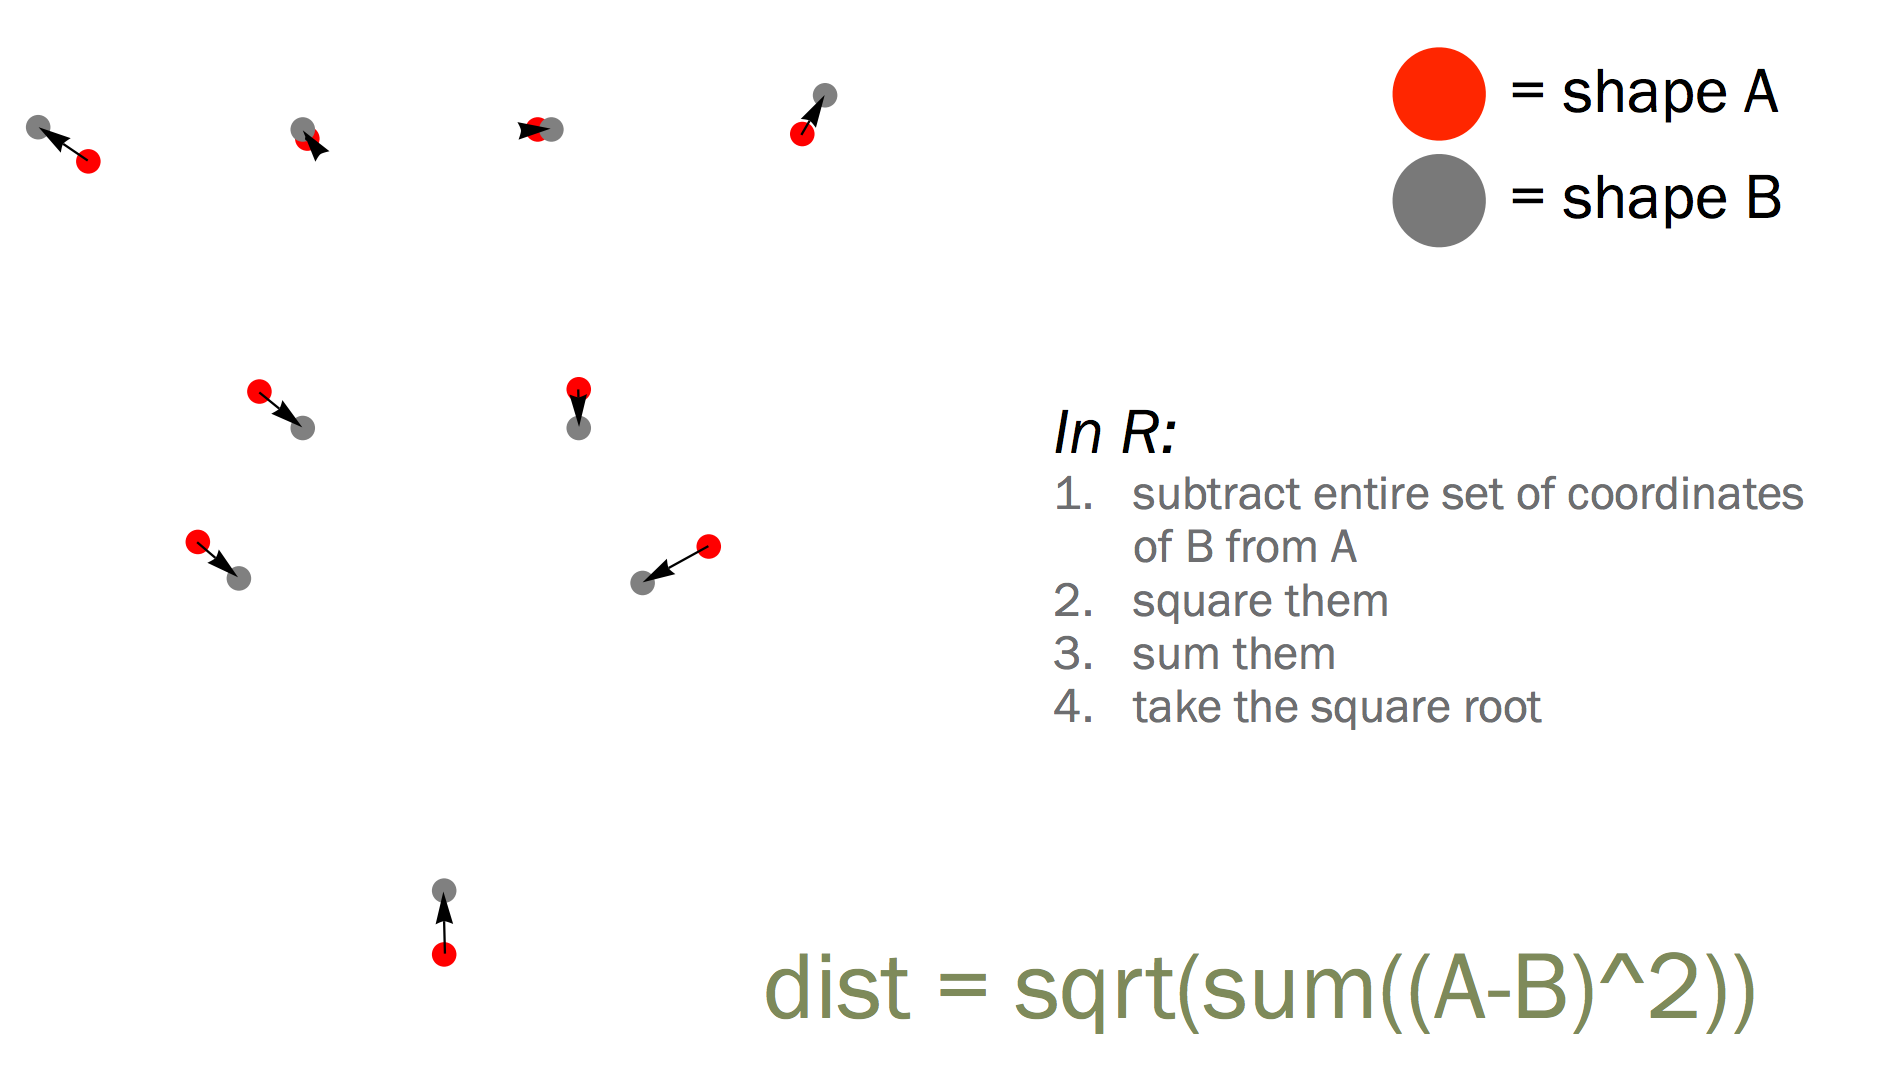 = shape A
= shape B
In R:
1. subtract entire set of coordinates
of B from A
2. square them
3. sum them
4. take the square root
dist = sqrt(sum((A-B)^2))